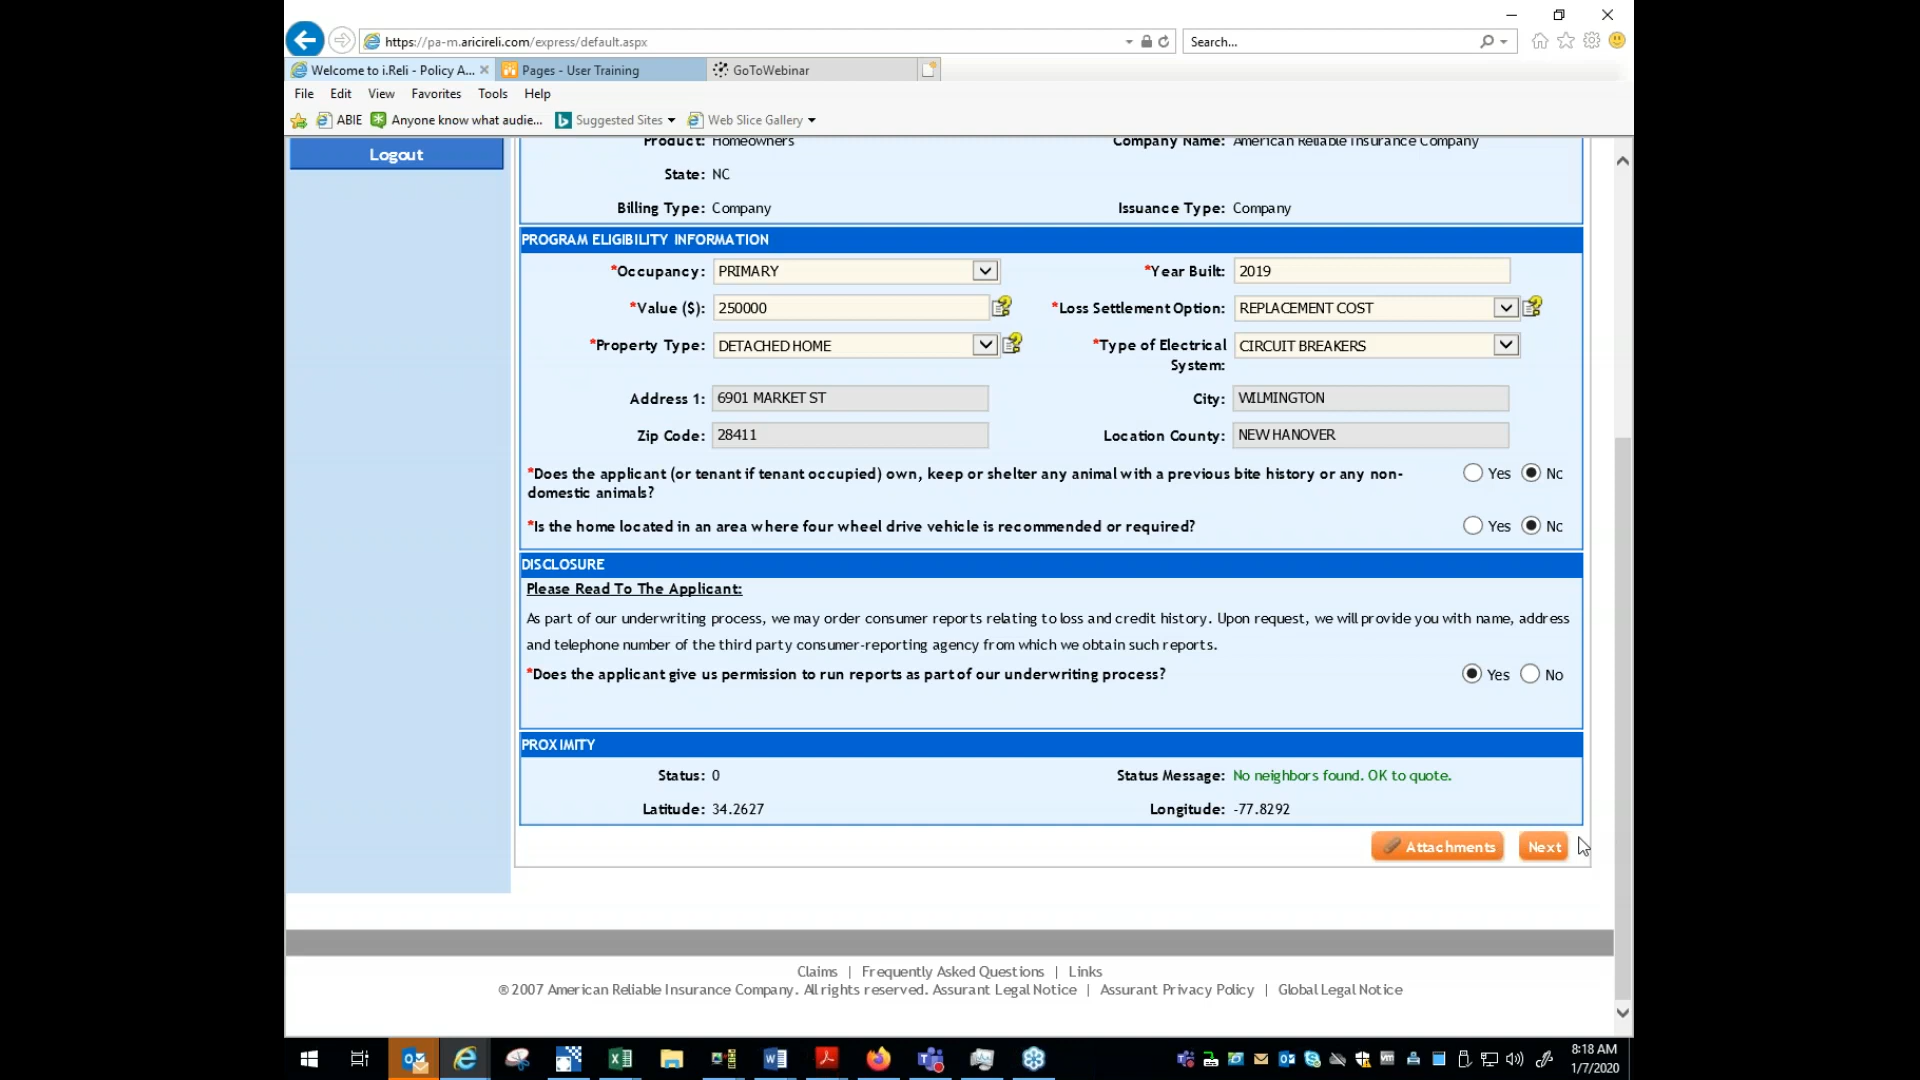 https://pa-m.aricireli.com/express/default.aspx
Search...
Welcome to i.Reli - Policy A...
Pages - User Training
GoToWebinar
File Edit View Favorites Tools Help
ABIE Anyone know what audie... Suggested Sites Web Slice Gallery
Logout
Product: Homeowners Company Name: American Reliable Insurance Company
State: NC
Billing Type: Company Issuance Type: Company
PROGRAM ELIGIBILITY INFORMATION
*Occupancy: PRIMARY *Year Built: 2019
*Value ($): 250000 *Loss Settlement Option: REPLACEMENT COST
*Property Type: DETACHED HOME *Type of Electrical System: CIRCUIT BREAKERS
Address 1: 6901 MARKET ST City: WILMINGTON
Zip Code: 28411 Location County: NEW HANOVER
*Does the applicant (or tenant if tenant occupied) own, keep or shelter any animal with a previous bite history or any non- Yes Nc
domestic animals?
*Is the home located in an area where four wheel drive vehicle is recommended or required? Yes Nc
DISCLOSURE
Please Read To The Applicant:
As part of our underwriting process, we may order consumer reports relating to loss and credit history. Upon request, we will provide you with name, address
and telephone number of the third party consumer-reporting agency from which we obtain such reports.
*Does the applicant give us permission to run reports as part of our underwriting process? Yes No
PROXIMITY
Status: 0 Status Message: No neighbors found. OK to quote.
Latitude: 34.2627 Longitude: -77.8292
Attachments Next
Claims | Frequently Asked Questions | Links
©2007 American Reliable Insurance Company. All rights reserved. Assurant Legal Notice | Assurant Privacy Policy | Global Legal Notice
8:18 AM
1/7/2020